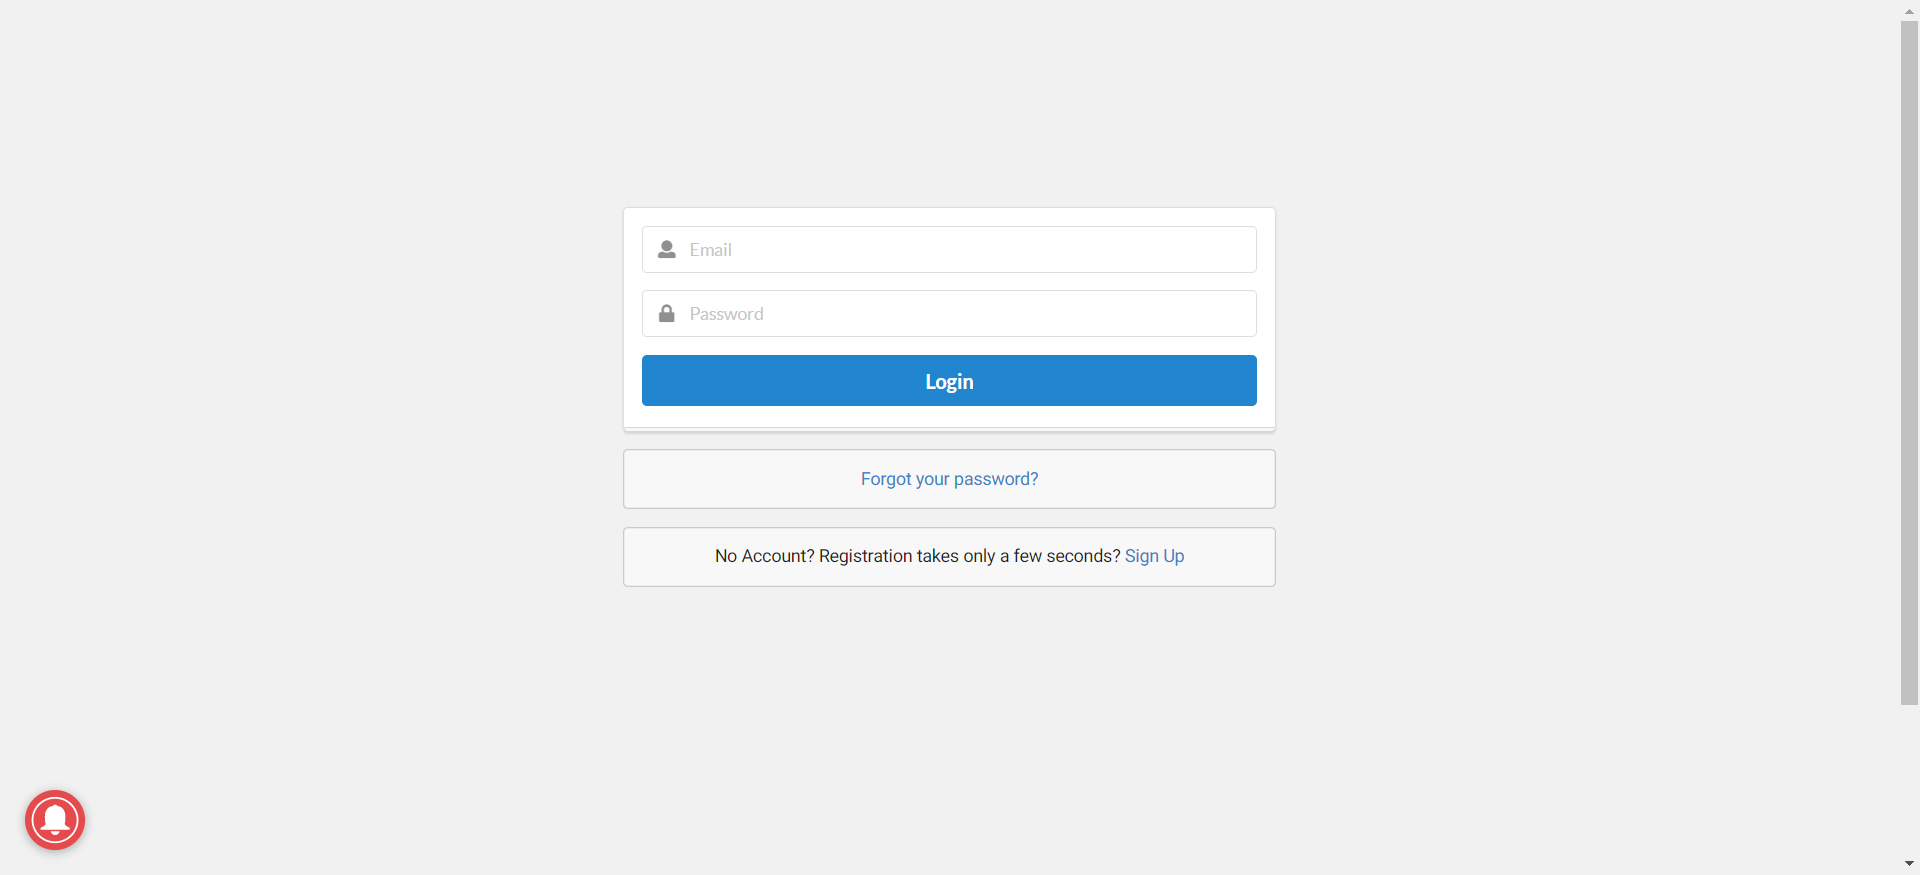 Email
Password
Login
Forgot your password?
No Account? Registration takes only a few seconds? Sign Up